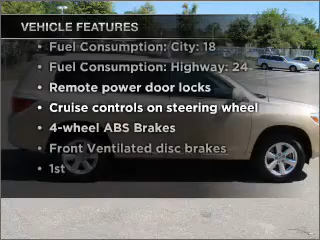 VEHICLE FEATURES
• Fuel Consumption: City: 18
• Fuel Consumption: Highway: 24
• Remote power door locks
• Cruise controls on steering wheel
• 4-wheel ABS Brakes
• Front Ventilated disc brakes
• 1st